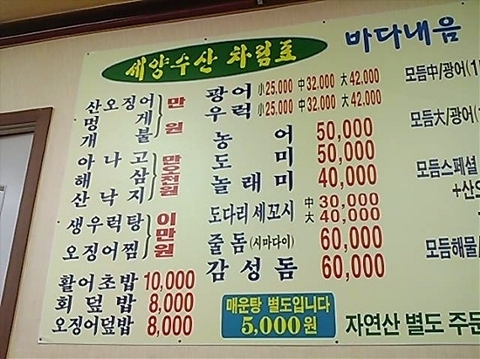 세양수산 차림표
바다내음
산오징어
멍게
개불
만원
아나고
해삼
산낙지
만오천원
생우럭탕
오징어찜
이만원
활어초밥 10,000
회덮밥 8,000
오징어덮밥 8,000
광어 小25.000 中32.000 大42.000
우럭 小25.000 中32.000 大42.000
농어 50,000
도미 50,000
놀래미 40,000
도다리세꼬시 中30,000 大40,000
줄돔(시마다이) 60,000
감성돔 60,000
매운탕 별도입니다
5,000원
모듬中/광어(1
모듬大/광어(
모듬스페셜
+산오
모듬해물/
자연산 별도 주문